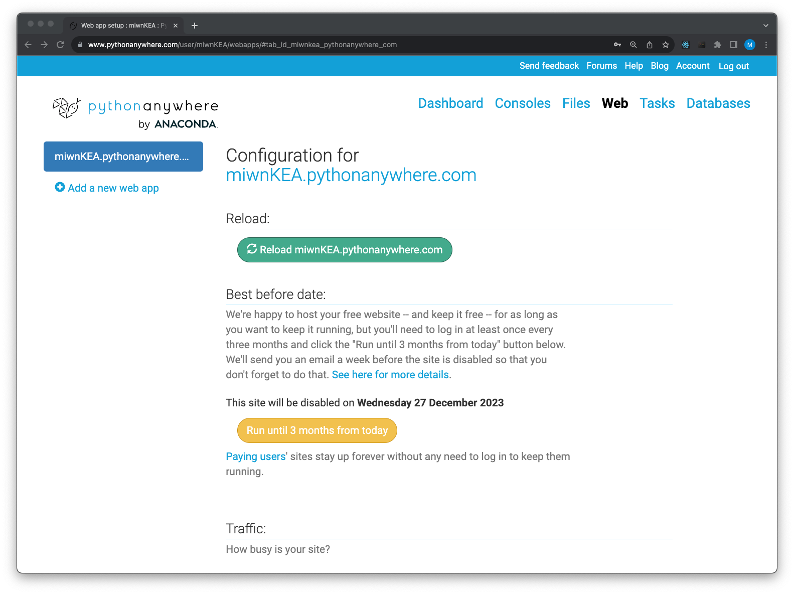 Web app setup : miwnKEA : P
www.pythonanywhere.com/user/miwnKEA/webapps/#tab_id_miwnkea_pythonanywhere_com
M
Send feedback Forums Help Blog Account Log out
pythonanywhere
by ANACONDA.
Dashboard Consoles Files Web Tasks Databases
miwnKEA.pythonanywhere....
Add a new web app
Configuration for
miwnKEA.pythonanywhere.com
Reload:
Reload miwnKEA.pythonanywhere.com
Best before date:
We're happy to host your free website -- and keep it free -- for as long as
you want to keep it running, but you'll need to log in at least once every
three months and click the "Run until 3 months from today" button below.
We'll send you an email a week before the site is disabled so that you
don't forget to do that. See here for more details.
This site will be disabled on Wednesday 27 December 2023
Run until 3 months from today
Paying users' sites stay up forever without any need to log in to keep them
running.
Traffic:
How busy is your site?